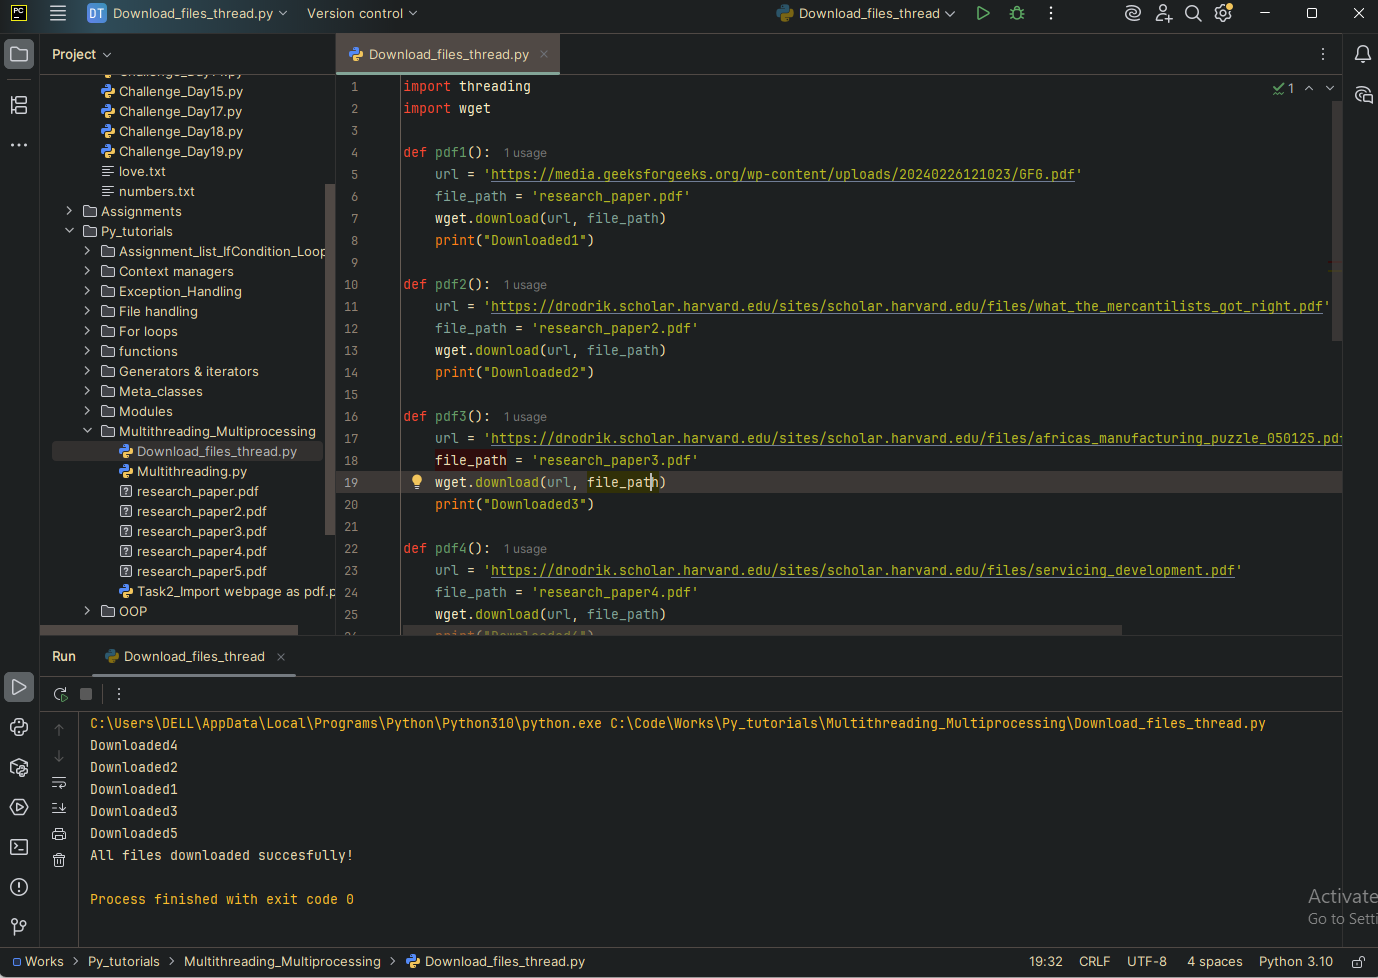 PC DT Download_files_thread.py Version control Download_files_thread
Project
Download_files_thread.py
Challenge_Day15.py
Challenge_Day17.py
Challenge_Day18.py
Challenge_Day19.py
love.txt
numbers.txt
Assignments
Py_tutorials
Assignment_list_IfCondition_Loop
Context managers
Exception_Handling
File handling
For loops
functions
Generators & iterators
Meta_classes
Modules
Multithreading_Multiprocessing
Download_files_thread.py
Multithreading.py
research_paper.pdf
research_paper2.pdf
research_paper3.pdf
research_paper4.pdf
research_paper5.pdf
Task2_Import webpage as pdf.p
OOP
1 import threading
1
2 import wget
3
4 def pdf1(): 1 usage
5 url = 'https://media.geeksforgeeks.org/wp-content/uploads/20240226121023/GFG.pdf'
6 file_path = 'research_paper.pdf'
7 wget.download(url, file_path)
8 print("Downloaded1")
9
10 def pdf2(): 1 usage
11 url = 'https://drodrik.scholar.harvard.edu/sites/scholar.harvard.edu/files/what_the_mercantilists_got_right.pdf'
12 file_path = 'research_paper2.pdf'
13 wget.download(url, file_path)
14 print("Downloaded2")
15
16 def pdf3(): 1 usage
17 url = 'https://drodrik.scholar.harvard.edu/sites/scholar.harvard.edu/files/africas_manufacturing_puzzle_050125.pdf
18 file_path = 'research_paper3.pdf'
19 wget.download(url, file_path)
20 print("Downloaded3")
21
22 def pdf4(): 1 usage
23 url = 'https://drodrik.scholar.harvard.edu/sites/scholar.harvard.edu/files/servicing_development.pdf'
24 file_path = 'research_paper4.pdf'
25 wget.download(url, file_path)
Run Download_files_thread
C:\Users\DELL\AppData\Local\Programs\Python\Python310\python.exe C:\Code\Works\Py_tutorials\Multithreading_Multiprocessing\Download_files_thread.py
Downloaded4
Downloaded2
Downloaded1
Downloaded3
Downloaded5
All files downloaded succesfully!
Process finished with exit code 0
Activate
Go to Setti
Works > Py_tutorials > Multithreading_Multiprocessing > Download_files_thread.py 19:32 CRLF UTF-8 4 spaces Python 3.10